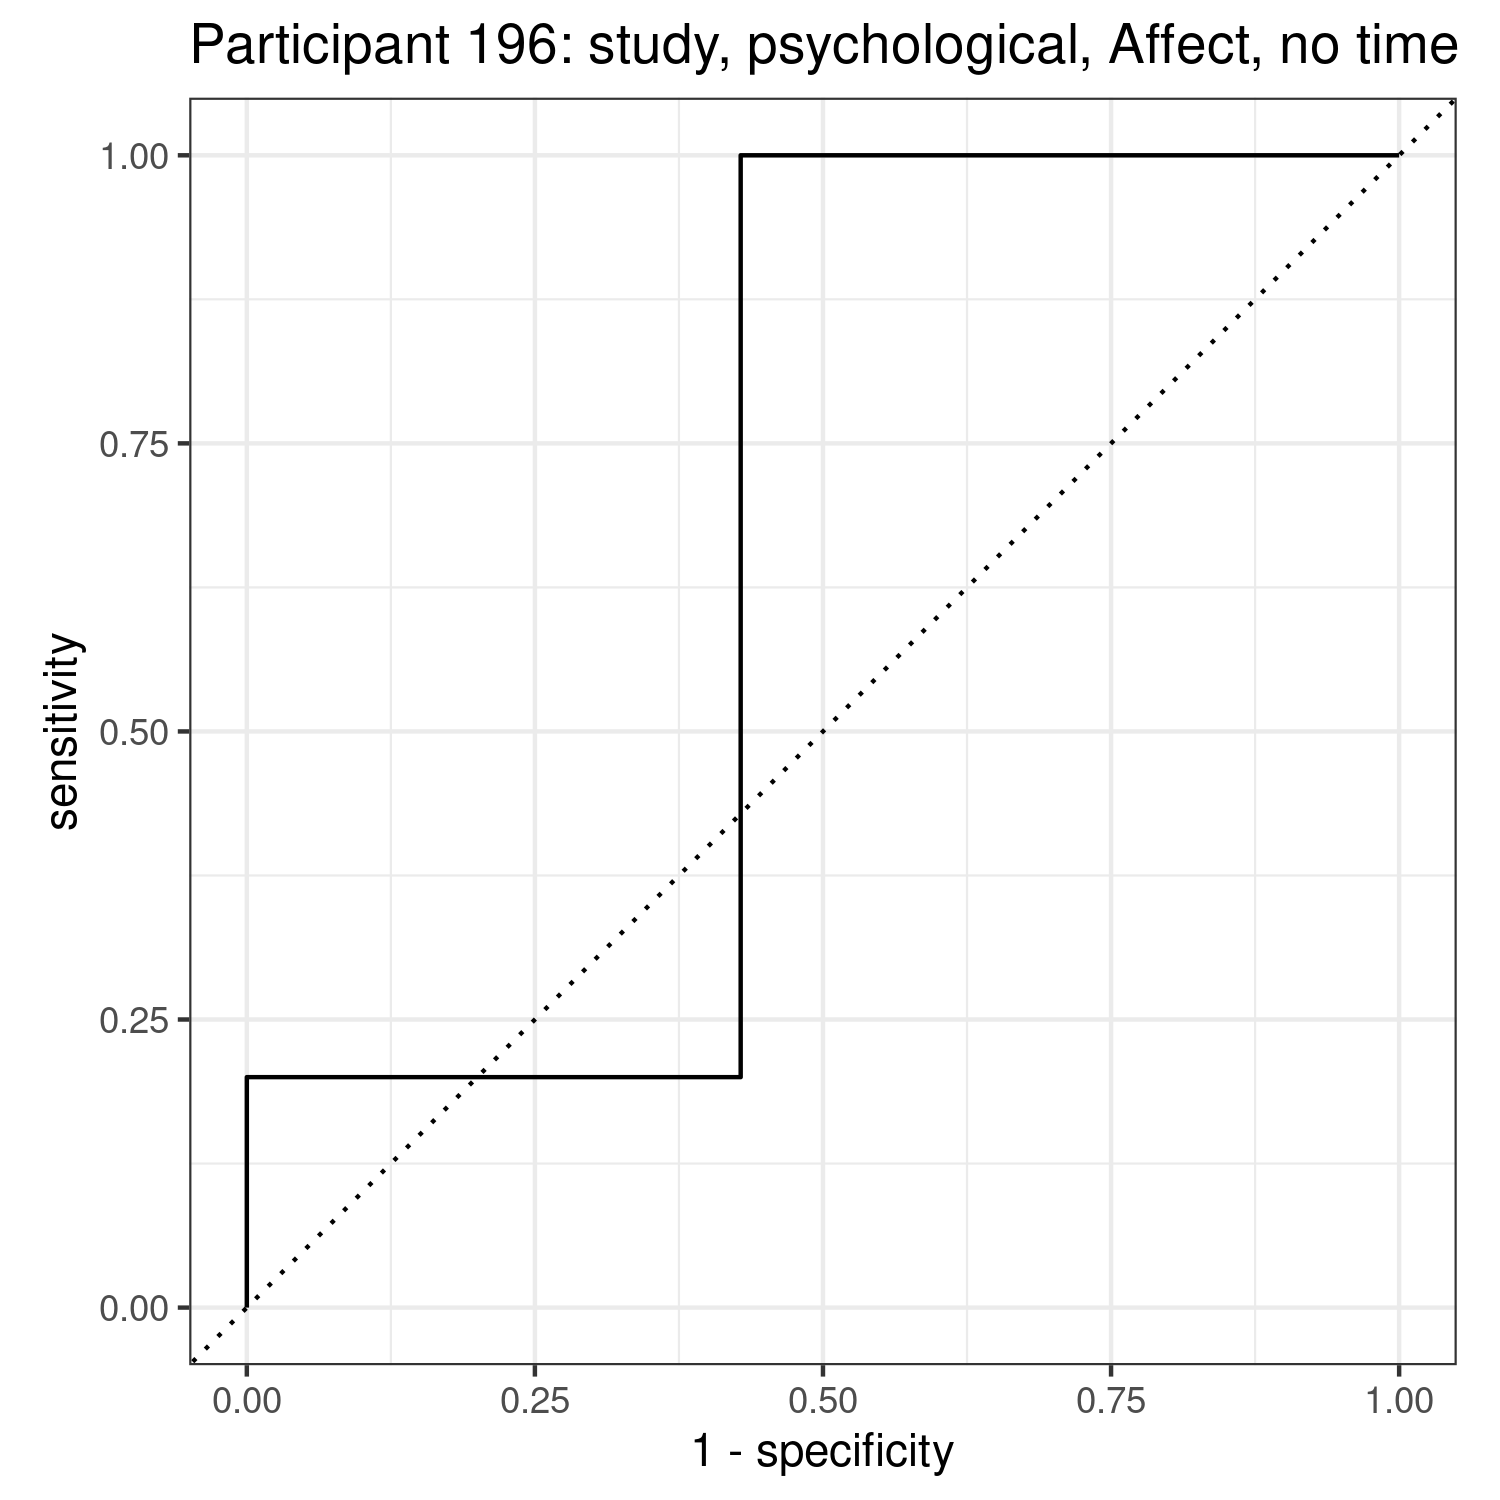 Participant 196: study, psychological, Affect, no time
1.00
0.75
0.50
0.25
0.00
sensitivity
0.00 0.25 0.50 0.75 1.00
1 - specificity